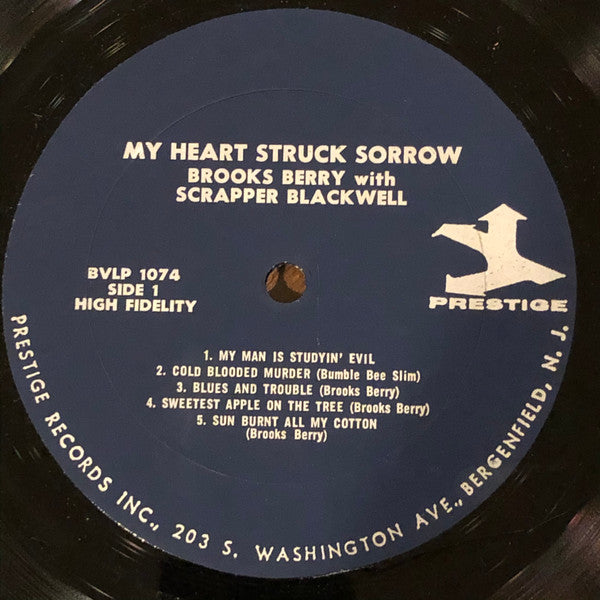 MY HEART STRUCK SORROW
BROOKS BERRY with
SCRAPPER BLACKWELL
BVLP 1074
SIDE 1
HIGH FIDELITY
PRESTIGE
1. MY MAN IS STUDYIN' EVIL
2. COLD BLOODED MURDER (Bumble Bee Slim)
3. BLUES AND TROUBLE (Brooks Berry)
4. SWEETEST APPLE ON THE TREE (Brooks Berry)
5. SUN BURNT ALL MY COTTON
(Brooks Berry)
PRESTIGE RECORDS INC., 203 S. WASHINGTON AVE., BERGENFIELD, N. J.